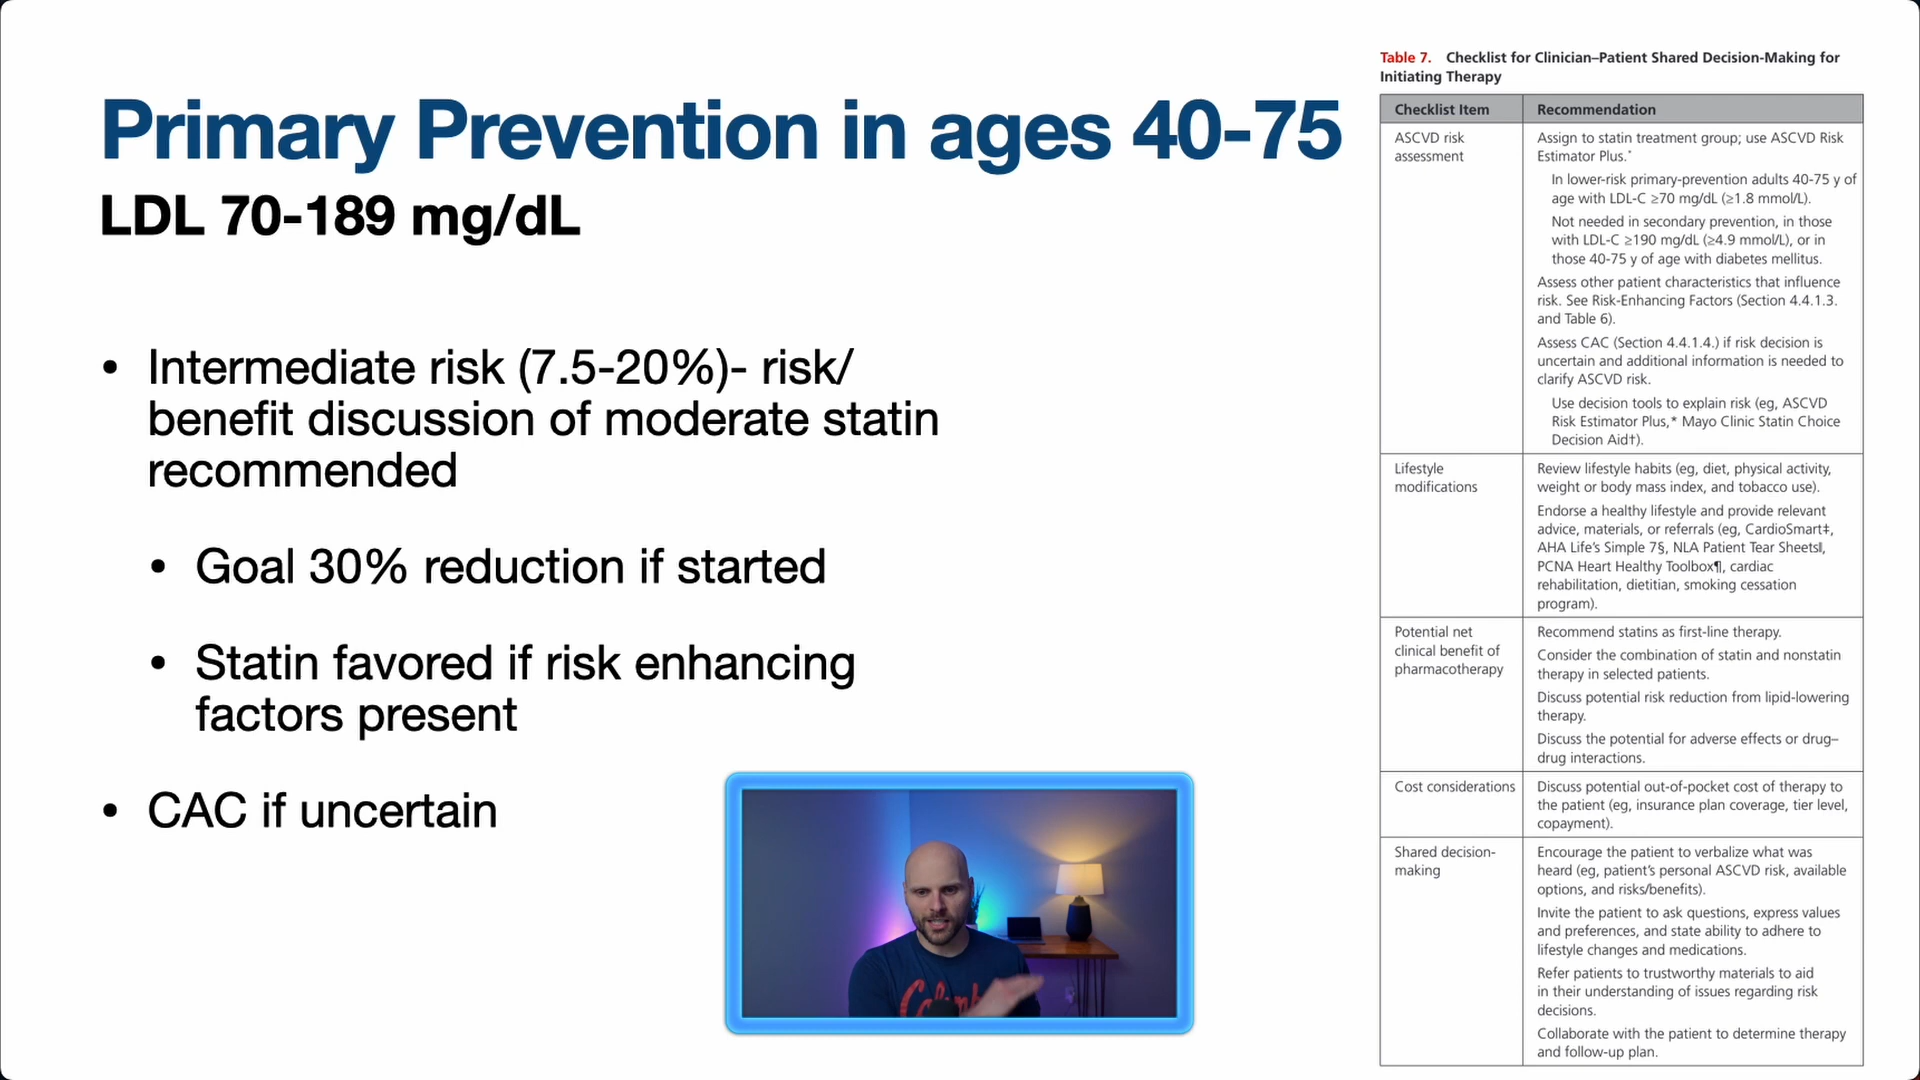 Primary Prevention in ages 40-75
LDL 70-189 mg/dL
• Intermediate risk (7.5-20%)- risk/
benefit discussion of moderate statin
recommended
• Goal 30% reduction if started
• Statin favored if risk enhancing
factors present
• CAC if uncertain
Table 7. Checklist for Clinician–Patient Shared Decision-Making for
Initiating Therapy
Checklist Item
Recommendation
ASCVD risk
assessment
Assign to statin treatment group; use ASCVD Risk
Estimator Plus.*
In lower-risk primary-prevention adults 40-75 y of
age with LDL-C ≥70 mg/dL (≥1.8 mmol/L).
Not needed in secondary prevention, in those
with LDL-C ≥190 mg/dL (≥4.9 mmol/L), or in
those 40-75 y of age with diabetes mellitus.
Assess other patient characteristics that influence
risk. See Risk-Enhancing Factors (Section 4.4.1.3.
and Table 6).
Assess CAC (Section 4.4.1.4.) if risk decision is
uncertain and additional information is needed to
clarify ASCVD risk.
Use decision tools to explain risk (eg, ASCVD
Risk Estimator Plus,* Mayo Clinic Statin Choice
Decision Aid†).
Lifestyle
modifications
Review lifestyle habits (eg, diet, physical activity,
weight or body mass index, and tobacco use).
Endorse a healthy lifestyle and provide relevant
advice, materials, or referrals (eg, CardioSmart‡,
AHA Life's Simple 7§, NLA Patient Tear Sheets‖,
PCNA Heart Healthy Toolbox¶, cardiac
rehabilitation, dietitian, smoking cessation
program).
Potential net
clinical benefit of
pharmacotherapy
Recommend statins as first-line therapy.
Consider the combination of statin and nonstatin
therapy in selected patients.
Discuss potential risk reduction from lipid-lowering
therapy.
Discuss the potential for adverse effects or drug–
drug interactions.
Cost considerations
Discuss potential out-of-pocket cost of therapy to
the patient (eg, insurance plan coverage, tier level,
copayment).
Shared decision-
making
Encourage the patient to verbalize what was
heard (eg, patient's personal ASCVD risk, available
options, and risks/benefits).
Invite the patient to ask questions, express values
and preferences, and state ability to adhere to
lifestyle changes and medications.
Refer patients to trustworthy materials to aid
in their understanding of issues regarding risk
decisions.
Collaborate with the patient to determine therapy
and follow-up plan.